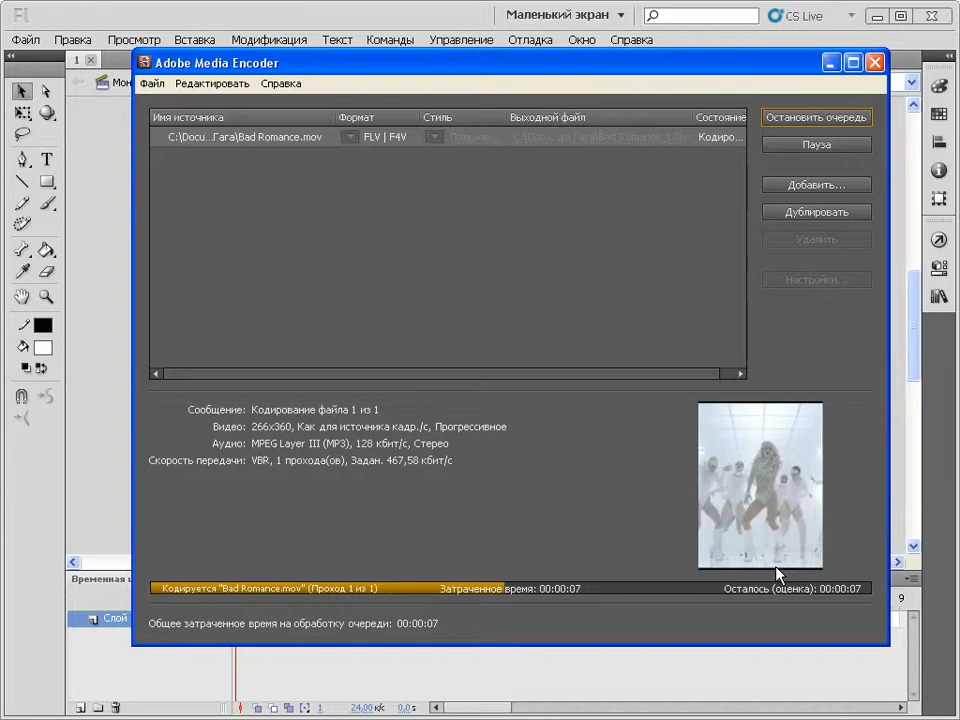 Fl
Маленький экран
CS Live
Файл Правка Просмотр Вставка Модификация Текст Команды Управление Отладка Окно Справка
1
Adobe Media Encoder
Файл Редактировать Справка
Имя источника Формат Стиль Выходной файл Состояние
C:\Docu...Гага\Bad Romance.mov FLV | F4V Кодиро...
Остановить очередь
Пауза
Добавить...
Дублировать
Удалить
Настройки...
Сообщение: Кодирование файла 1 из 1
Видео: 266x360, Как для источника кадр./с, Прогрессивное
Аудио: MPEG Layer III (MP3), 128 кбит/с, Стерео
Скорость передачи: VBR, 1 прохода(ов), Задан. 467,58 кбит/с
Кодируется "Bad Romance.mov" (Проход 1 из 1) Затраченное время: 00:00:07 Осталось (оценка): 00:00:07
Общее затраченное время на обработку очереди: 00:00:07
Временная ш
9
Слой
1 24,00 к/с 0,0 s